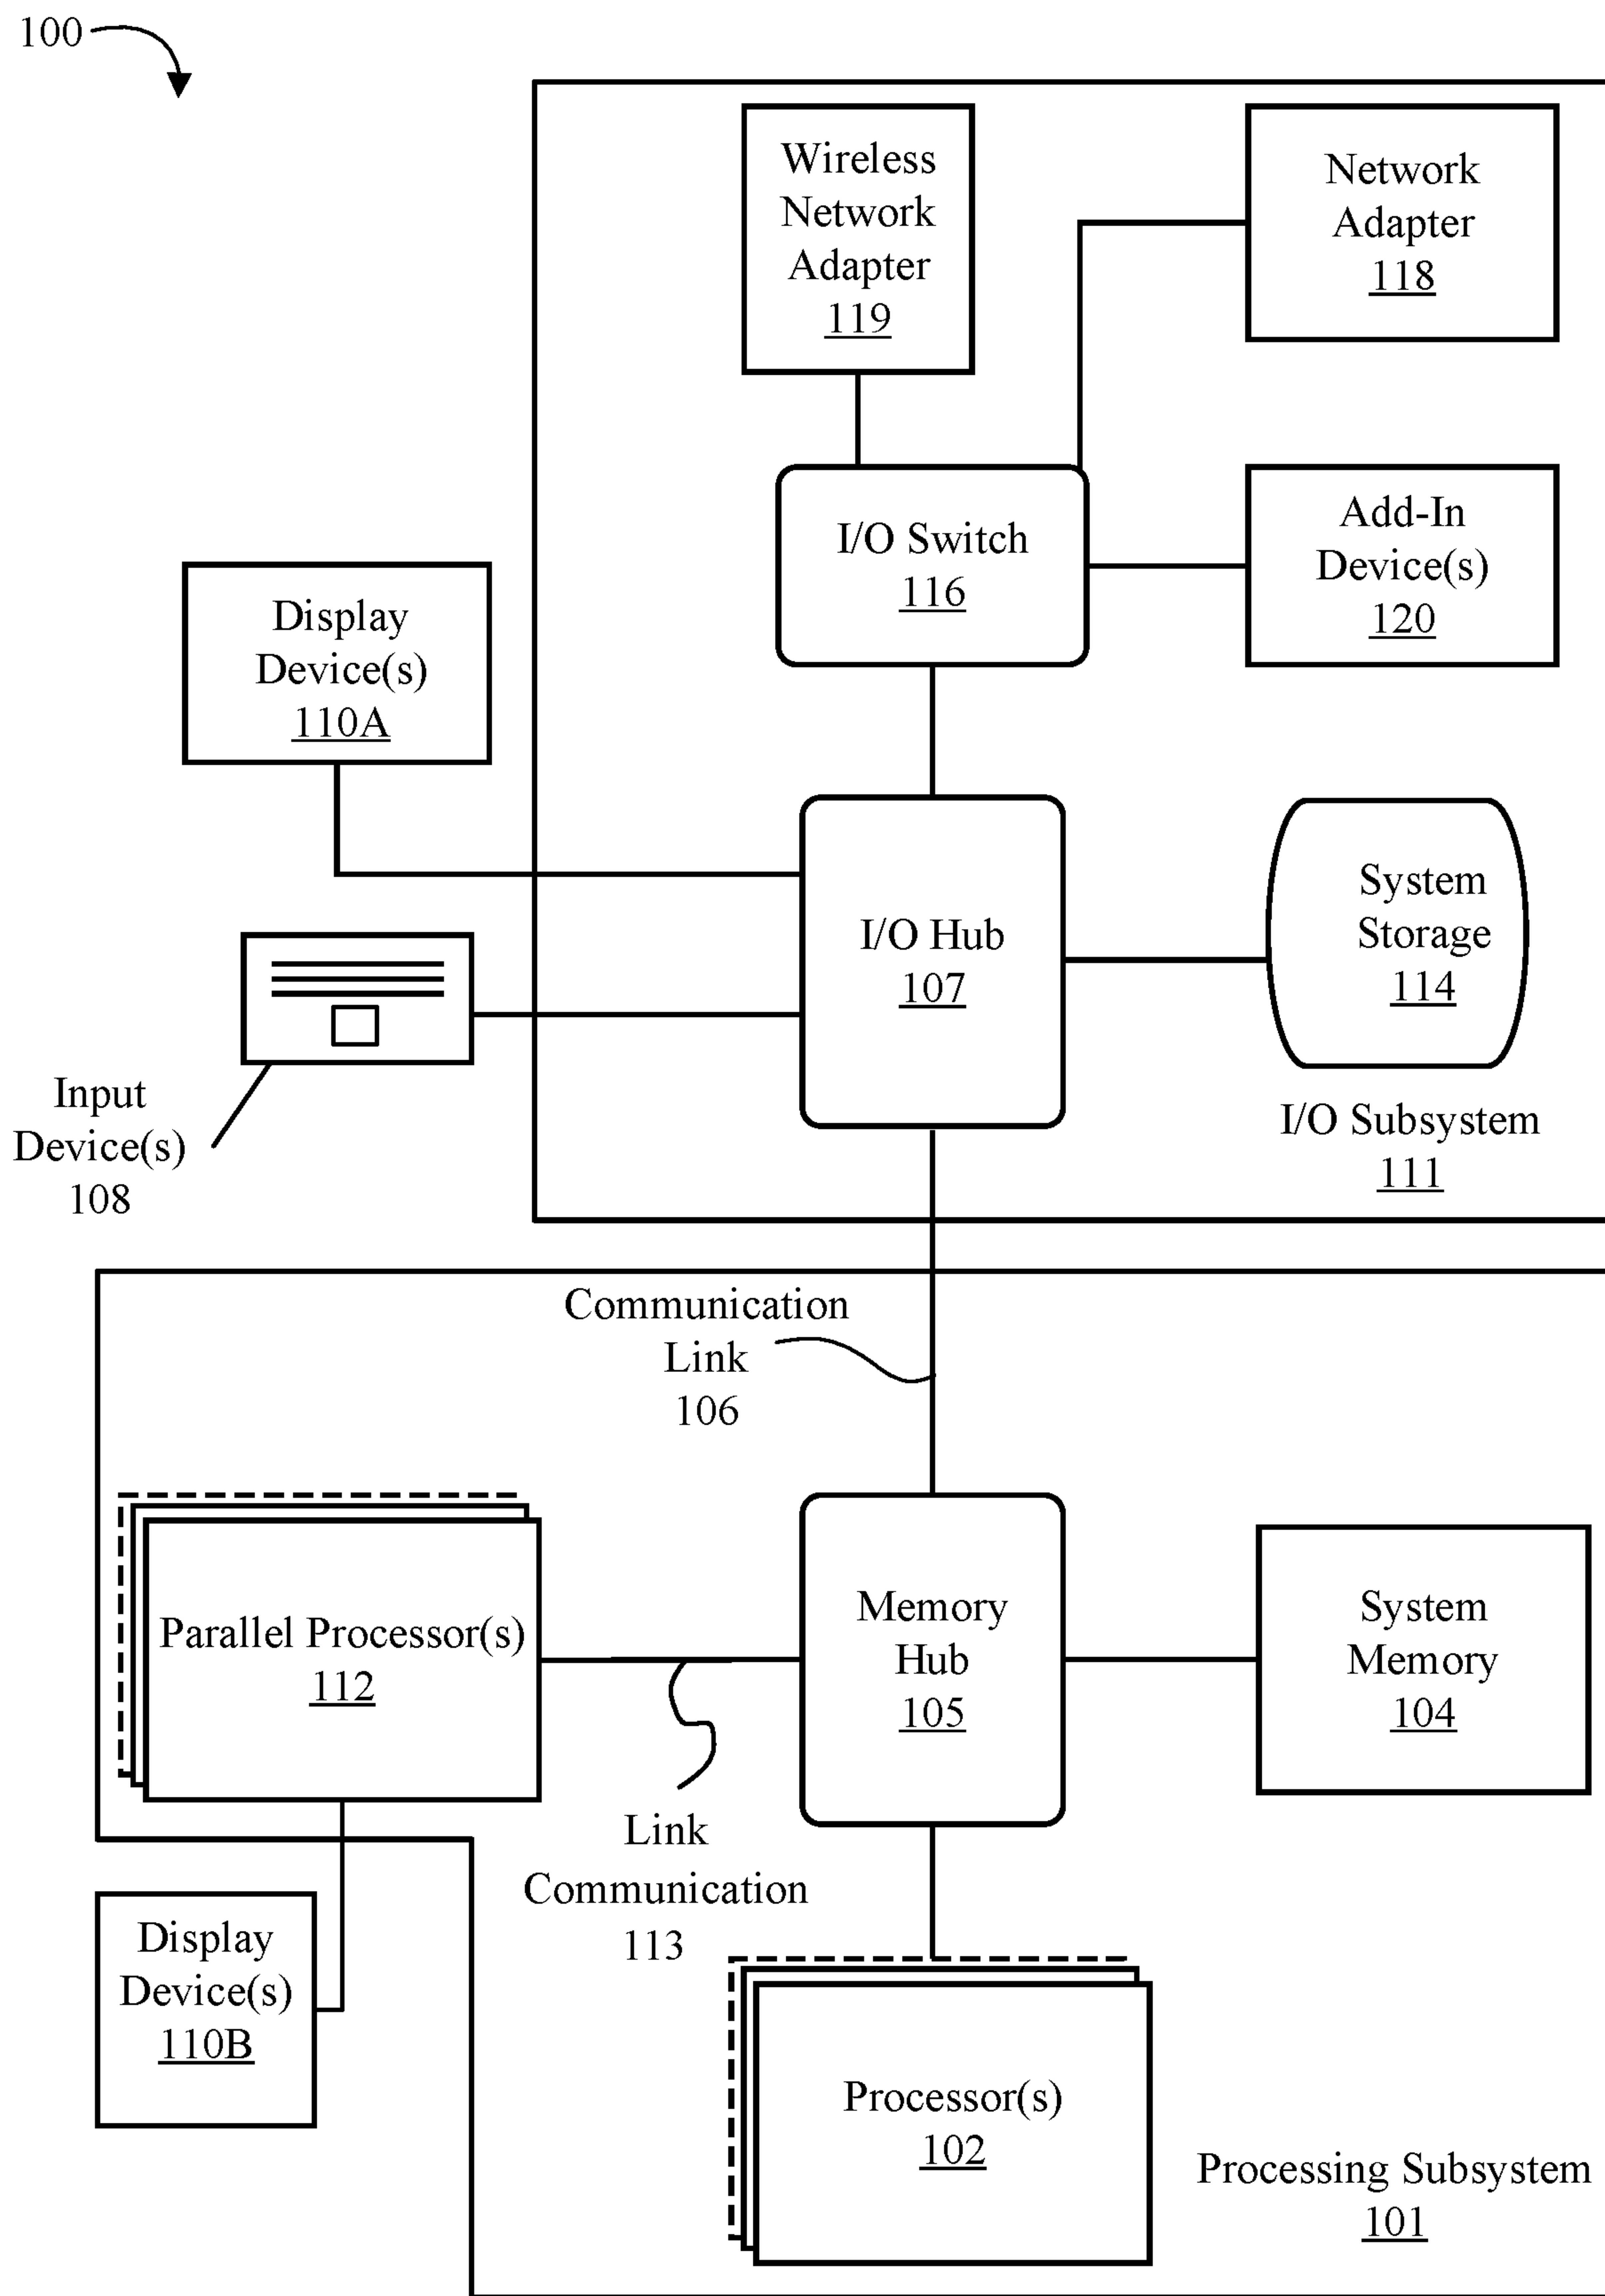 100
Wireless
Network
Adapter
119
Network
Adapter
118
I/O Switch
116
Add-In
Device(s)
120
Display
Device(s)
110A
I/O Hub
107
System
Storage
114
Input
Device(s)
108
I/O Subsystem
111
Communication
Link
106
Parallel Processor(s)
112
Memory
Hub
105
System
Memory
104
Link
Communication
113
Display
Device(s)
110B
Processor(s)
102
Processing Subsystem
101